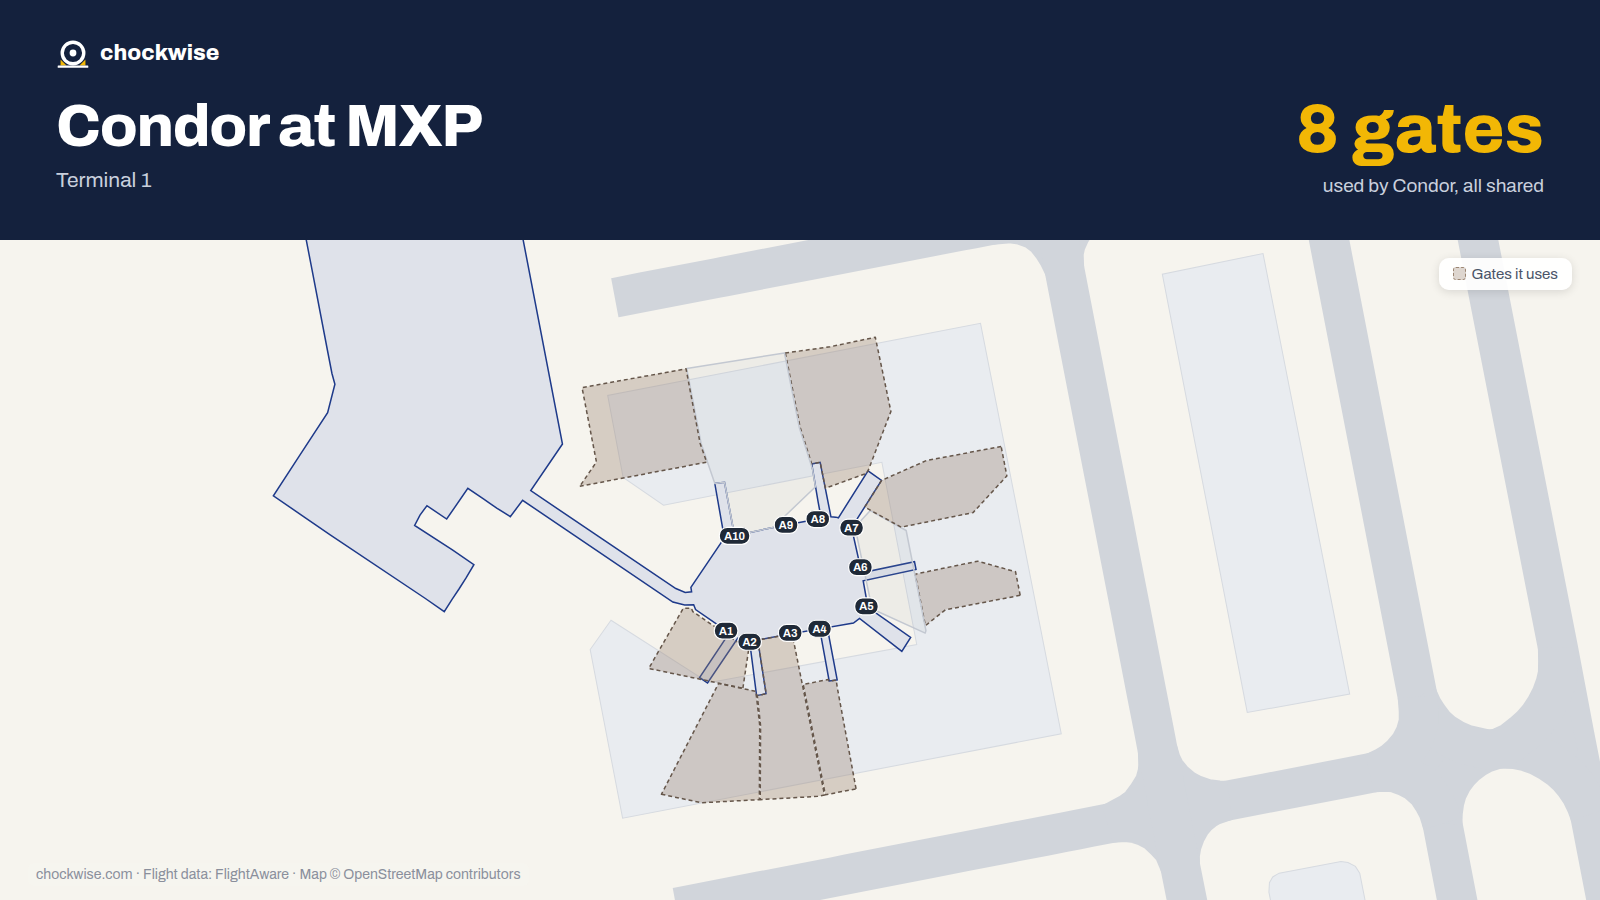 chockwise
Condor at MXP
Terminal 1
8 gates
used by Condor, all shared
Gates it uses
A10
A9
A8
A7
A6
A5
A1
A2
A3
A4
chockwise.com · Flight data: FlightAware · Map © OpenStreetMap contributors